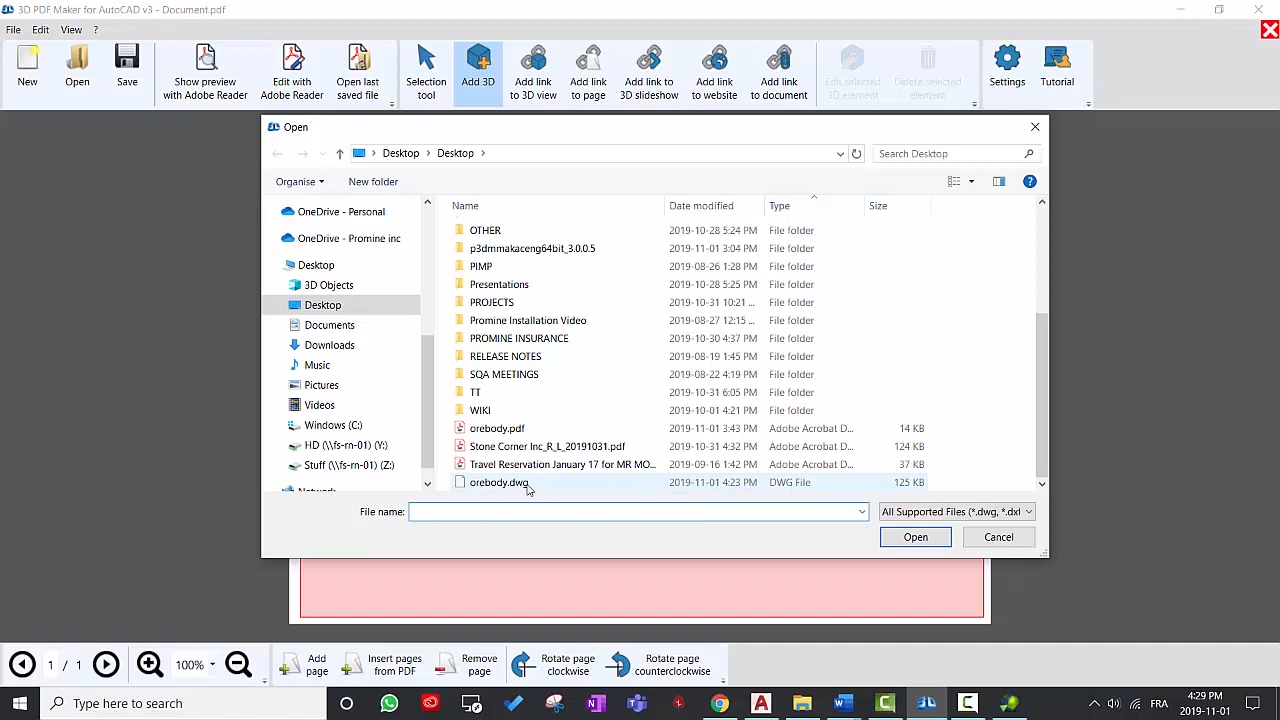 3D PDF Maker for AutoCAD v3 - Document.pdf
File Edit View ?
New
Open
Save
Show preview
with Adobe Reader
Edit with
Adobe Reader
Open last
saved file
Selection
tool
Add 3D
Add link
to 3D view
Add link
to page
Add link to
3D slideshow
Add link
to website
Add link
to document
Edit selected
3D element
Delete selected
element
Settings
Tutorial
Open
Desktop > Desktop >
Search Desktop
Organise
New folder
Name Date modified Type Size
OneDrive - Personal
OneDrive - Promine inc
Desktop
3D Objects
Desktop
Documents
Downloads
Music
Pictures
Videos
Windows (C:)
HD (\\fs-rn-01) (Y:)
Stuff (\\fs-rn-01) (Z:)
Network
OTHER 2019-10-28 5:24 PM File folder
p3dmmakaceng64bit_3.0.0.5 2019-11-01 3:04 PM File folder
PIMP 2019-08-26 1:28 PM File folder
Presentations 2019-10-28 5:25 PM File folder
PROJECTS 2019-10-31 10:21 ... File folder
Promine Installation Video 2019-08-27 12:15 ... File folder
PROMINE INSURANCE 2019-10-30 4:37 PM File folder
RELEASE NOTES 2019-08-19 1:45 PM File folder
SQA MEETINGS 2019-08-22 4:19 PM File folder
TT 2019-10-31 6:05 PM File folder
WIKI 2019-10-01 4:21 PM File folder
orebody.pdf 2019-11-01 3:43 PM Adobe Acrobat D... 14 KB
Stone Corner Inc_R_L_20191031.pdf 2019-10-31 4:32 PM Adobe Acrobat D... 124 KB
Travel Reservation January 17 for MR MO... 2019-09-16 1:42 PM Adobe Acrobat D... 37 KB
orebody.dwg 2019-11-01 4:23 PM DWG File 125 KB
File name:
All Supported Files (*.dwg, *.dxf
Open
Cancel
1 / 1
100%
Add
page
Insert pages
from PDF
Remove
page
Rotate page
clockwise
Rotate page
counterclockwise
Type here to search
FRA
4:29 PM
2019-11-01